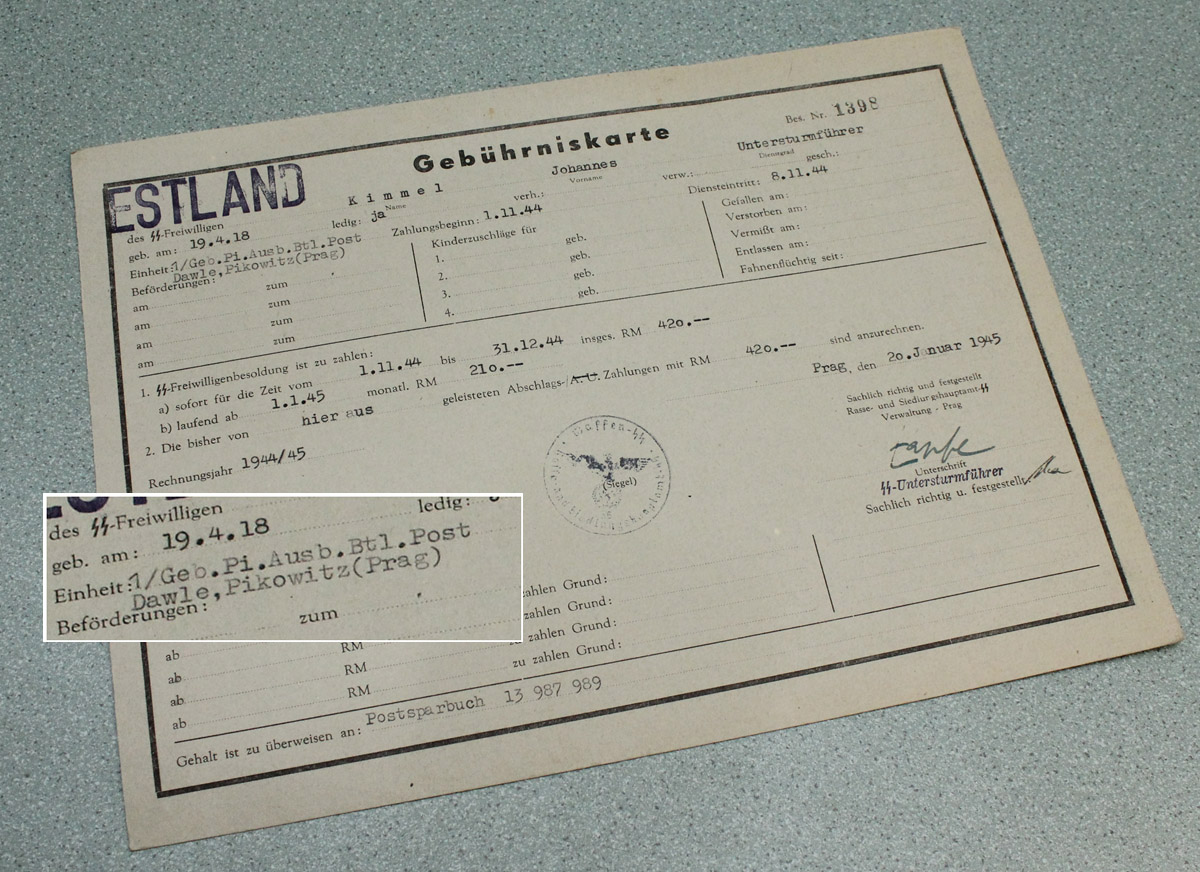 Gebührniskarte
Bes. Nr. 1398
ESTLAND
des SS-Freiwilligen
Kimmel
Name
Johannes
Vorname
Untersturmführer
Dienstgrad
geb. am: 19.4.18
ledig: ja
verh.:
verw.:
gesch.:
Einheit: 1/Geb.Pi.Ausb.Btl.Post
Dawle,Pikowitz(Prag)
Zahlungsbeginn: 1.11.44
Diensteintritt: 8.11.44
Beförderungen:
am zum
am zum
am zum
am zum
Kinderzuschläge für
1. geb.
2. geb.
3. geb.
4. geb.
Gefallen am:
Verstorben am:
Vermißt am:
Entlassen am:
Fahnenflüchtig seit:
1. SS-Freiwilligenbesoldung ist zu zahlen:
a) sofort für die Zeit vom 1.11.44 bis 31.12.44 insges. RM 420.--
b) laufend ab 1.1.45 monatl. RM 210.--
2. Die bisher von hier aus geleisteten Abschlags-/A. U. Zahlungen mit RM 420.-- sind anzurechnen.
Rechnungsjahr 1944/45
Prag, den 20.Januar 1945
Sachlich richtig und festgestellt
Rasse- und Siedlungshauptamt-SS
Verwaltung - Prag
Unterschrift
SS-Untersturmführer
Sachlich richtig u. festgestellt
Waffen-SS
(Siegel)
des SS-Freiwilligen
ledig:
geb. am: 19.4.18
Einheit: 1/Geb.Pi.Ausb.Btl.Post
Dawle,Pikowitz(Prag)
Beförderungen:
zum
zahlen Grund:
ab RM zahlen Grund:
ab RM zahlen Grund:
ab RM zu zahlen Grund:
ab
Gehalt ist zu überweisen an: Postsparbuch 13 987 989